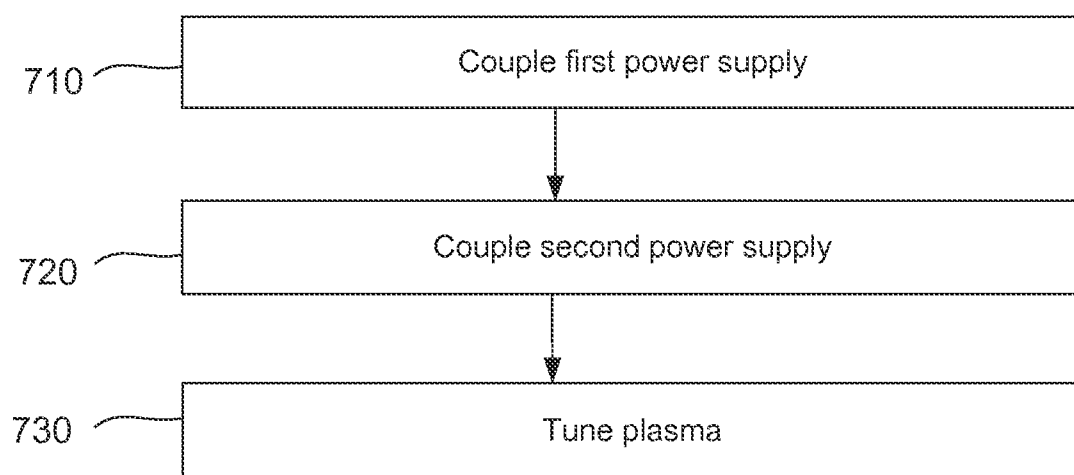 710
Couple first power supply
720
Couple second power supply
730
Tune plasma